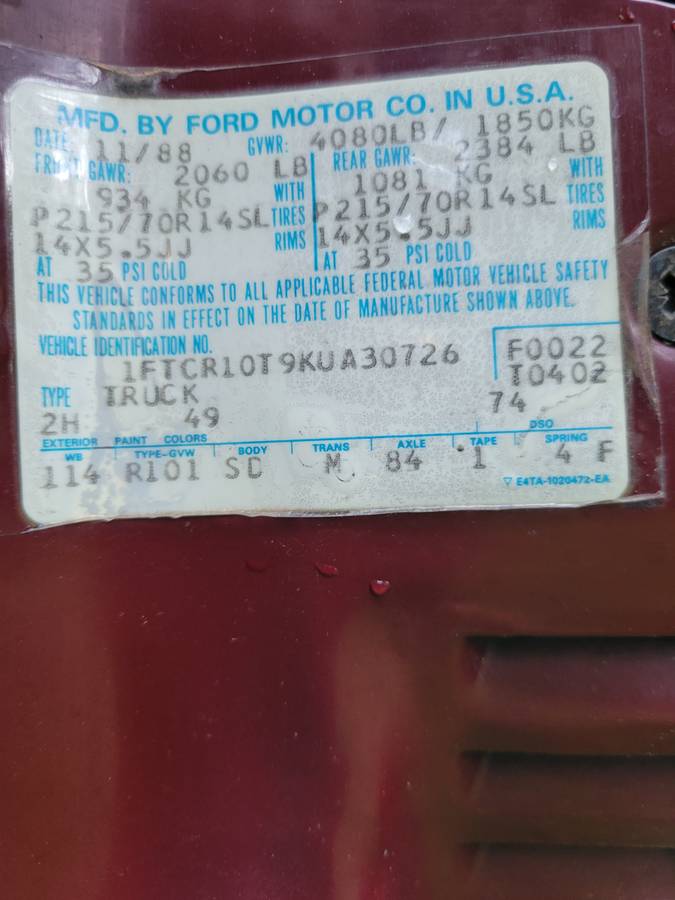 MFD. BY FORD MOTOR CO. IN U.S.A.
DATE: 11/88 GVWR: 4080LB/ 1850KG
FRONT GAWR: 2060 LB REAR GAWR: 2384 LB
934 KG WITH 1081 KG WITH
P215/70R14SL TIRES P215/70R14SL TIRES
14X5.5JJ RIMS 14X5.5JJ RIMS
AT 35 PSI COLD AT 35 PSI COLD
THIS VEHICLE CONFORMS TO ALL APPLICABLE FEDERAL MOTOR VEHICLE SAFETY
STANDARDS IN EFFECT ON THE DATE OF MANUFACTURE SHOWN ABOVE.
VEHICLE IDENTIFICATION NO. F0022
1FTCR10T9KUA30726 T0402
TYPE TRUCK 74
2H 49
EXTERIOR PAINT COLORS DSO
WB TYPE-GVW BODY TRANS AXLE TAPE SPRING
114 R101 SD M 84 1 4 F
▽ E4TA-1020472-EA